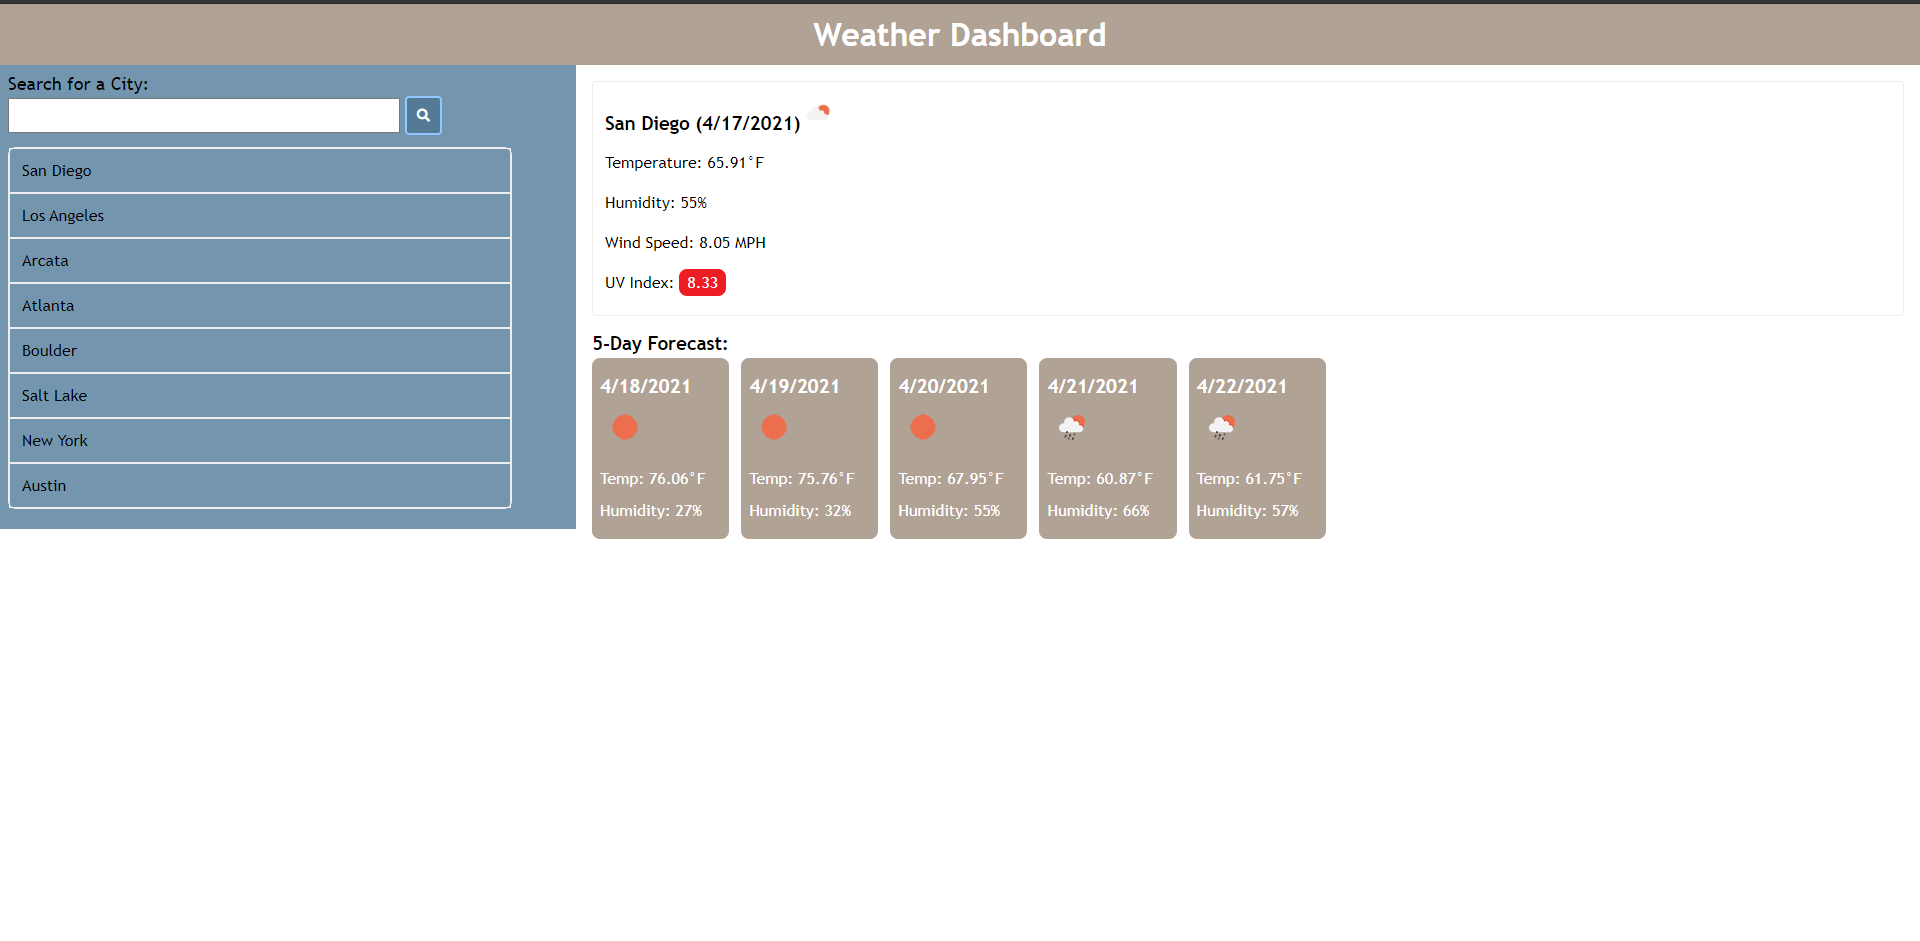 Weather Dashboard
Search for a City:
San Diego
Los Angeles
Arcata
Atlanta
Boulder
Salt Lake
New York
Austin
San Diego (4/17/2021)
Temperature: 65.91°F
Humidity: 55%
Wind Speed: 8.05 MPH
UV Index: 8.33
5-Day Forecast:
4/18/2021
Temp: 76.06°F
Humidity: 27%
4/19/2021
Temp: 75.76°F
Humidity: 32%
4/20/2021
Temp: 67.95°F
Humidity: 55%
4/21/2021
Temp: 60.87°F
Humidity: 66%
4/22/2021
Temp: 61.75°F
Humidity: 57%